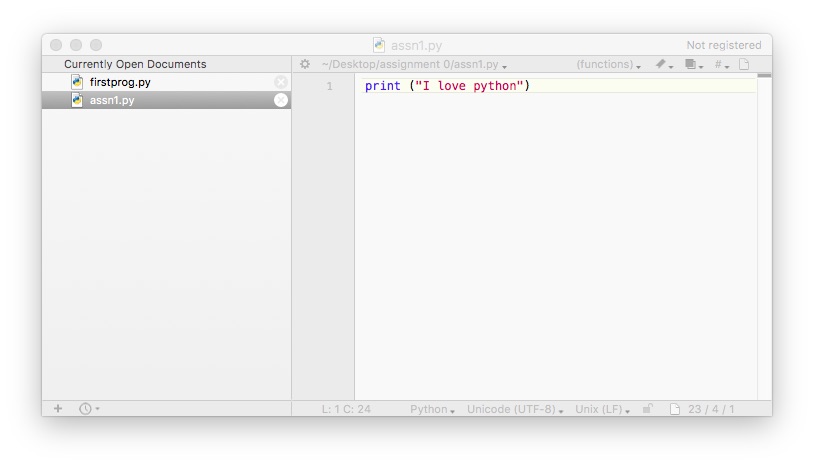 assn1.py
Not registered
Currently Open Documents
~/Desktop/assignment 0/assn1.py
(functions)
#
firstprog.py
assn1.py
1
print ("I love python")
L: 1 C: 24
Python
Unicode (UTF-8)
Unix (LF)
23 / 4 / 1